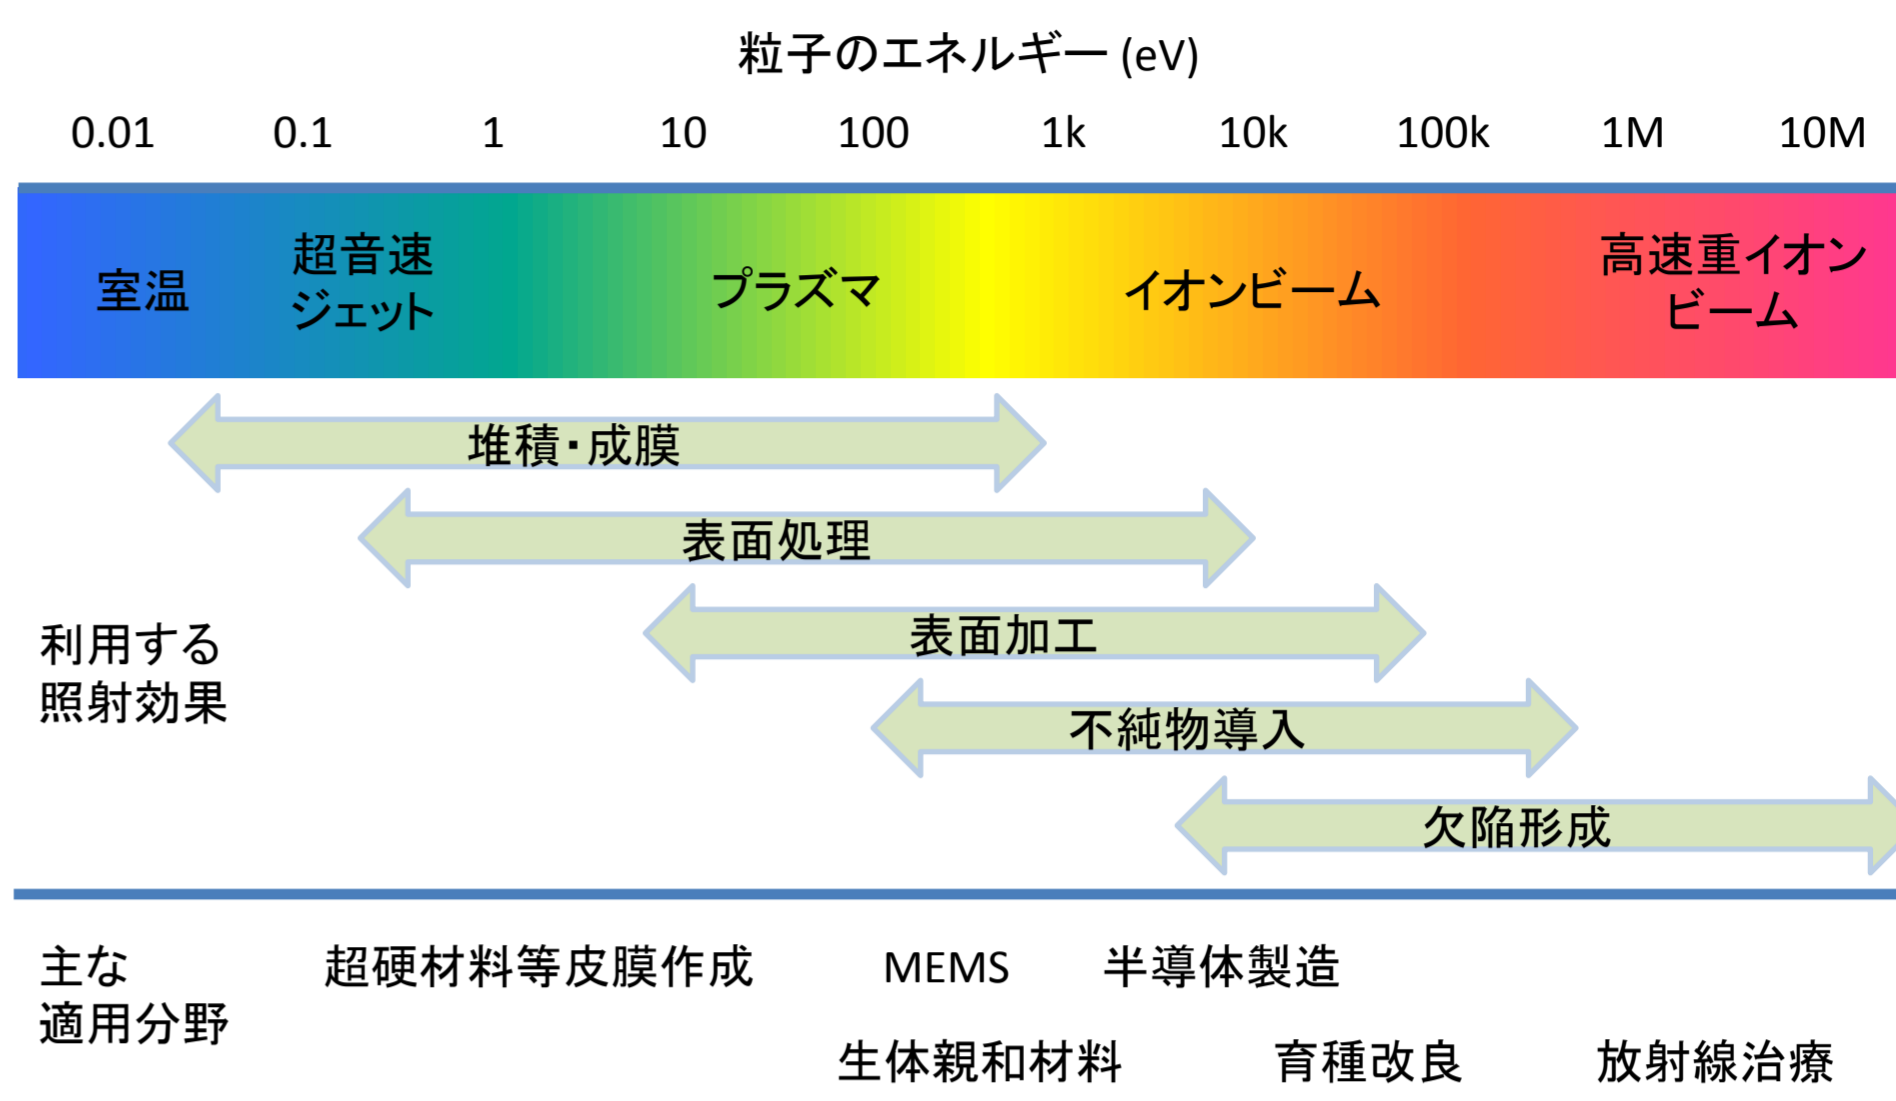 粒子のエネルギー (eV)
0.01 0.1 1 10 100 1k 10k 100k 1M 10M
室温
超音速
ジェット
プラズマ
イオンビーム
高速重イオン
ビーム
堆積・成膜
表面処理
表面加工
不純物導入
欠陥形成
利用する
照射効果
主な
適用分野
超硬材料等皮膜作成
MEMS
半導体製造
生体親和材料
育種改良
放射線治療